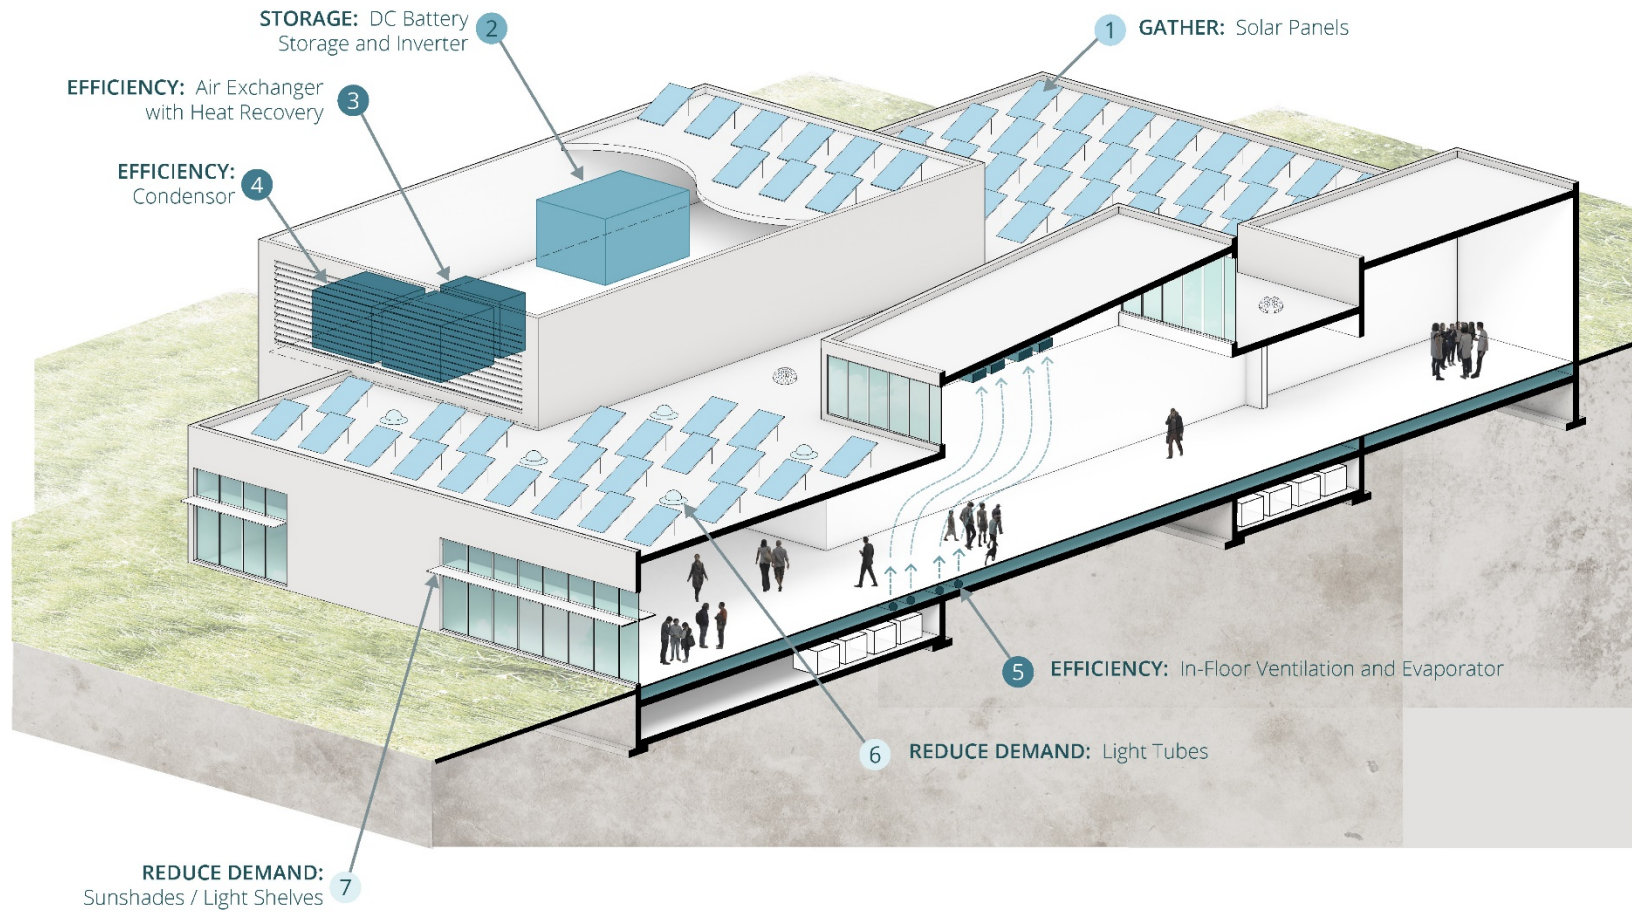 1 GATHER: Solar Panels
STORAGE: DC Battery
Storage and Inverter
2
EFFICIENCY: Air Exchanger
with Heat Recovery
3
EFFICIENCY:
Condensor
4
5 EFFICIENCY: In-Floor Ventilation and Evaporator
6 REDUCE DEMAND: Light Tubes
REDUCE DEMAND:
Sunshades / Light Shelves
7